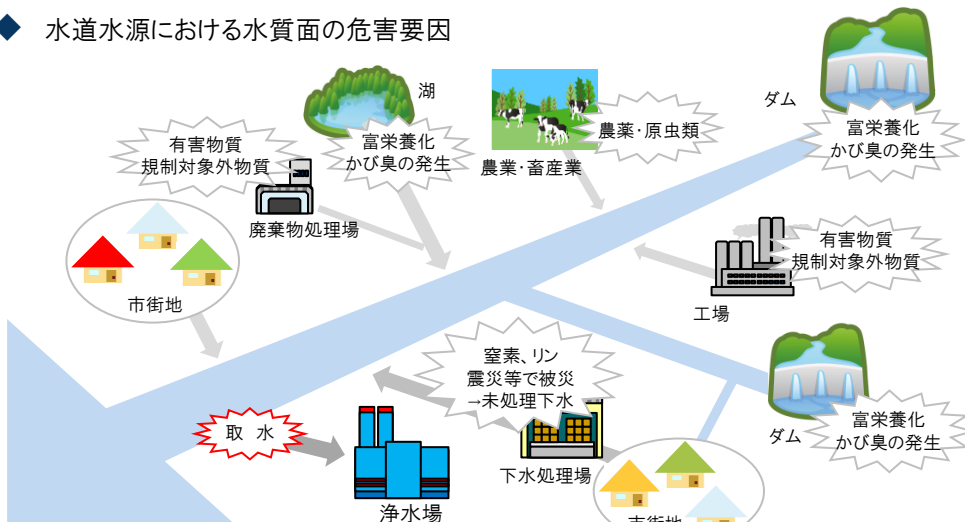 ◆ 水道水源における水質面の危害要因
湖
ダム
有害物質
規制対象外物質
富栄養化
かび臭の発生
農薬・原虫類
富栄養化
かび臭の発生
農業・畜産業
廃棄物処理場
有害物質
規制対象外物質
市街地
工場
窒素、リン
震災等で被災
→未処理下水
取 水
富栄養化
かび臭の発生
ダム
下水処理場
浄水場
市街地